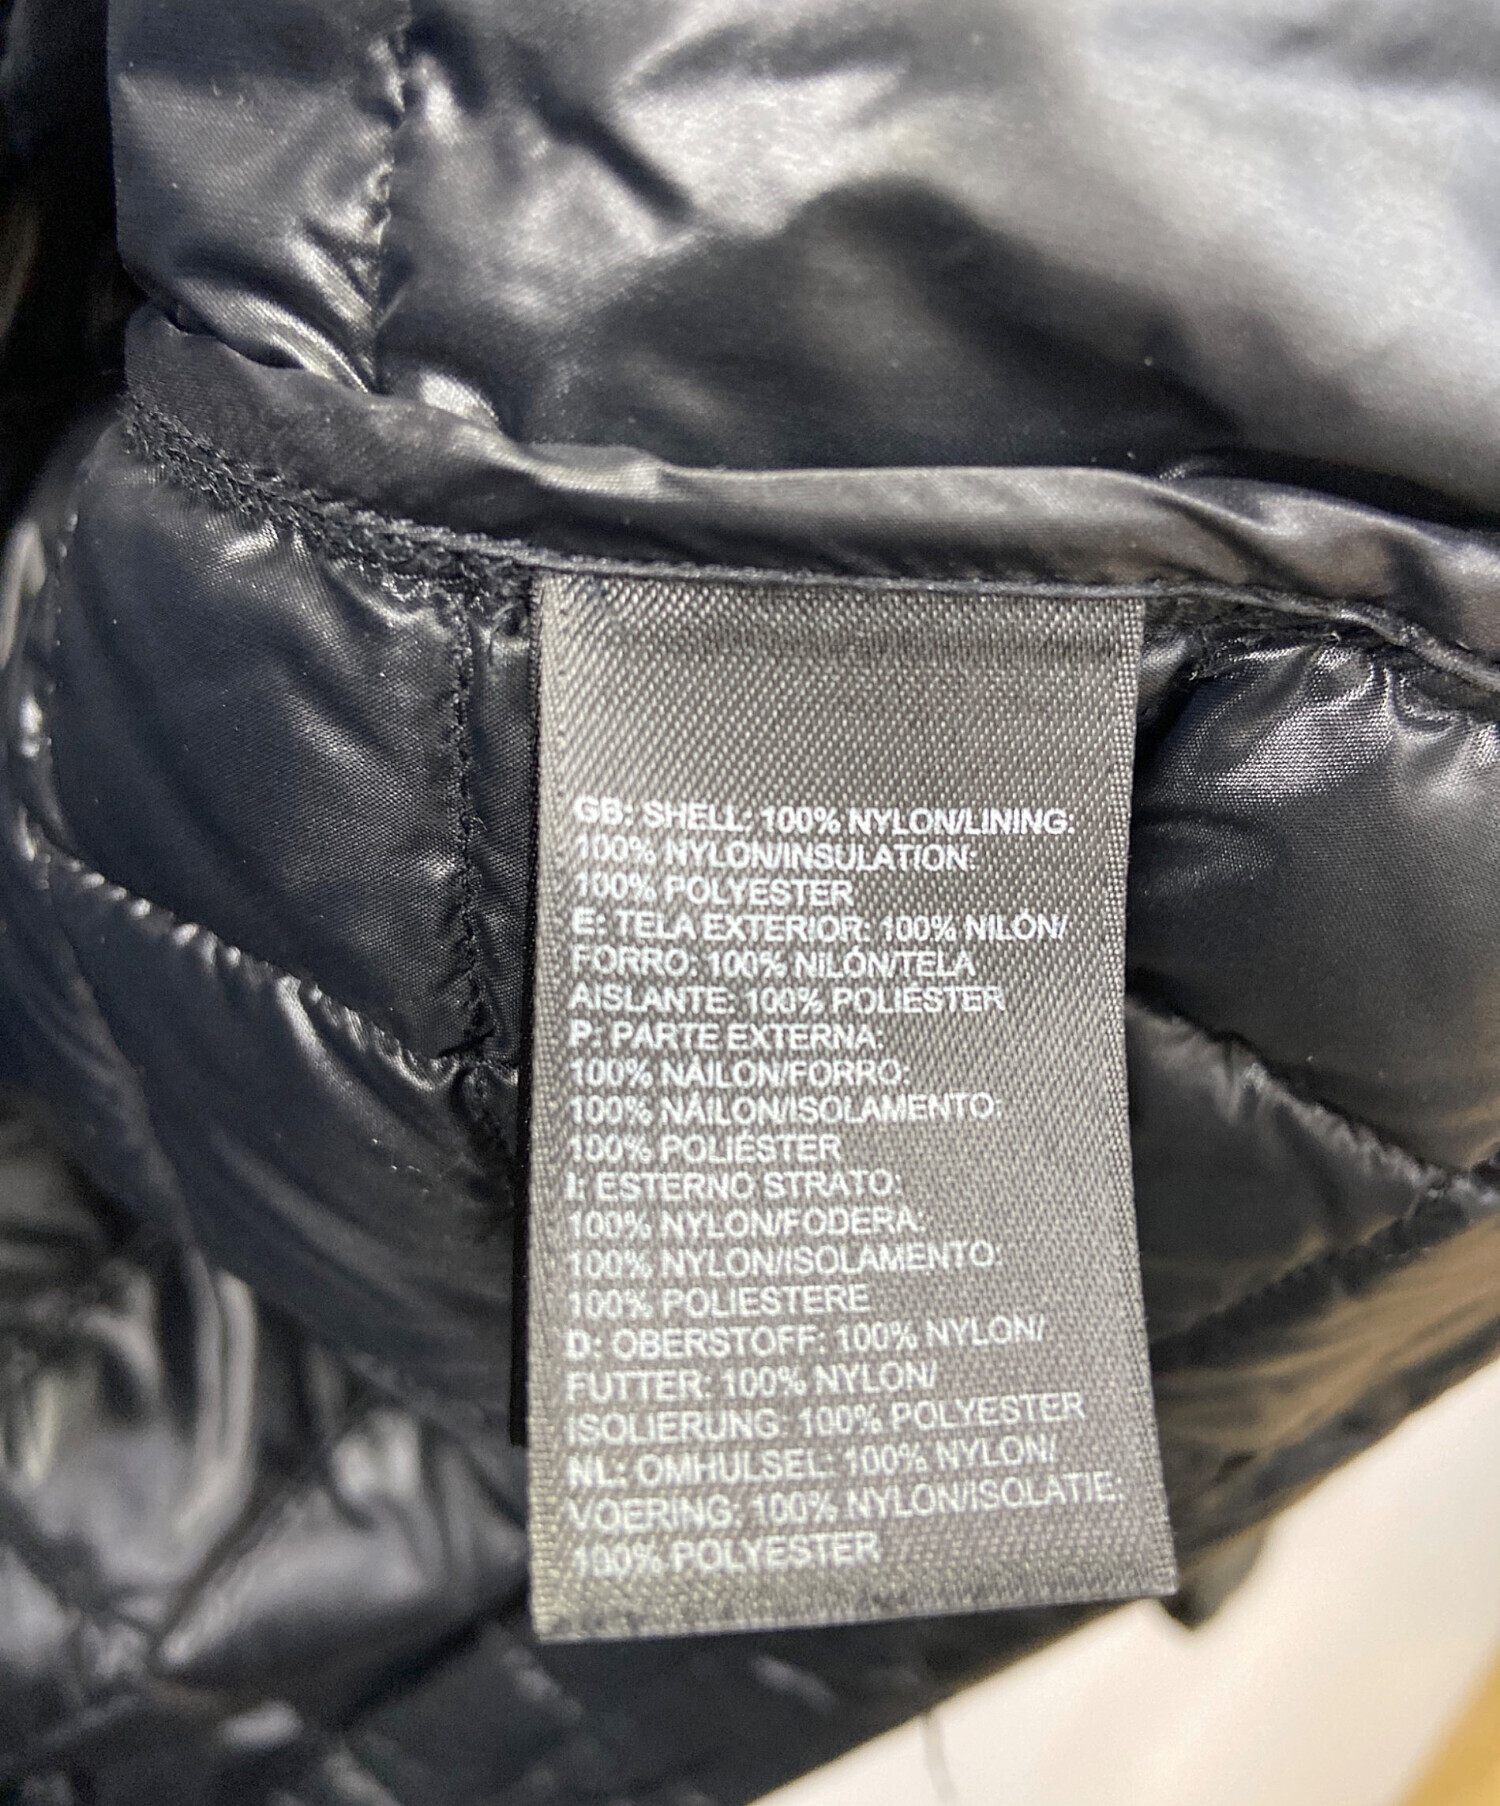 GB: SHELL: 100% NYLON/LINING:
100% NYLON/INSULATION:
100% POLYESTER
E: TELA EXTERIOR: 100% NILÓN/
FORRO: 100% NILÓN/TELA
AISLANTE: 100% POLIÉSTER
P: PARTE EXTERNA:
100% NÁILON/FORRO:
100% NÁILON/ISOLAMENTO:
100% POLIÉSTER
I: ESTERNO STRATO:
100% NYLON/FODERA:
100% NYLON/ISOLAMENTO:
100% POLIESTERE
D: OBERSTOFF: 100% NYLON/
FUTTER: 100% NYLON/
ISOLIERUNG: 100% POLYESTER
NL: OMHULSEL: 100% NYLON/
VOERING: 100% NYLON/ISOLATIE:
100% POLYESTER